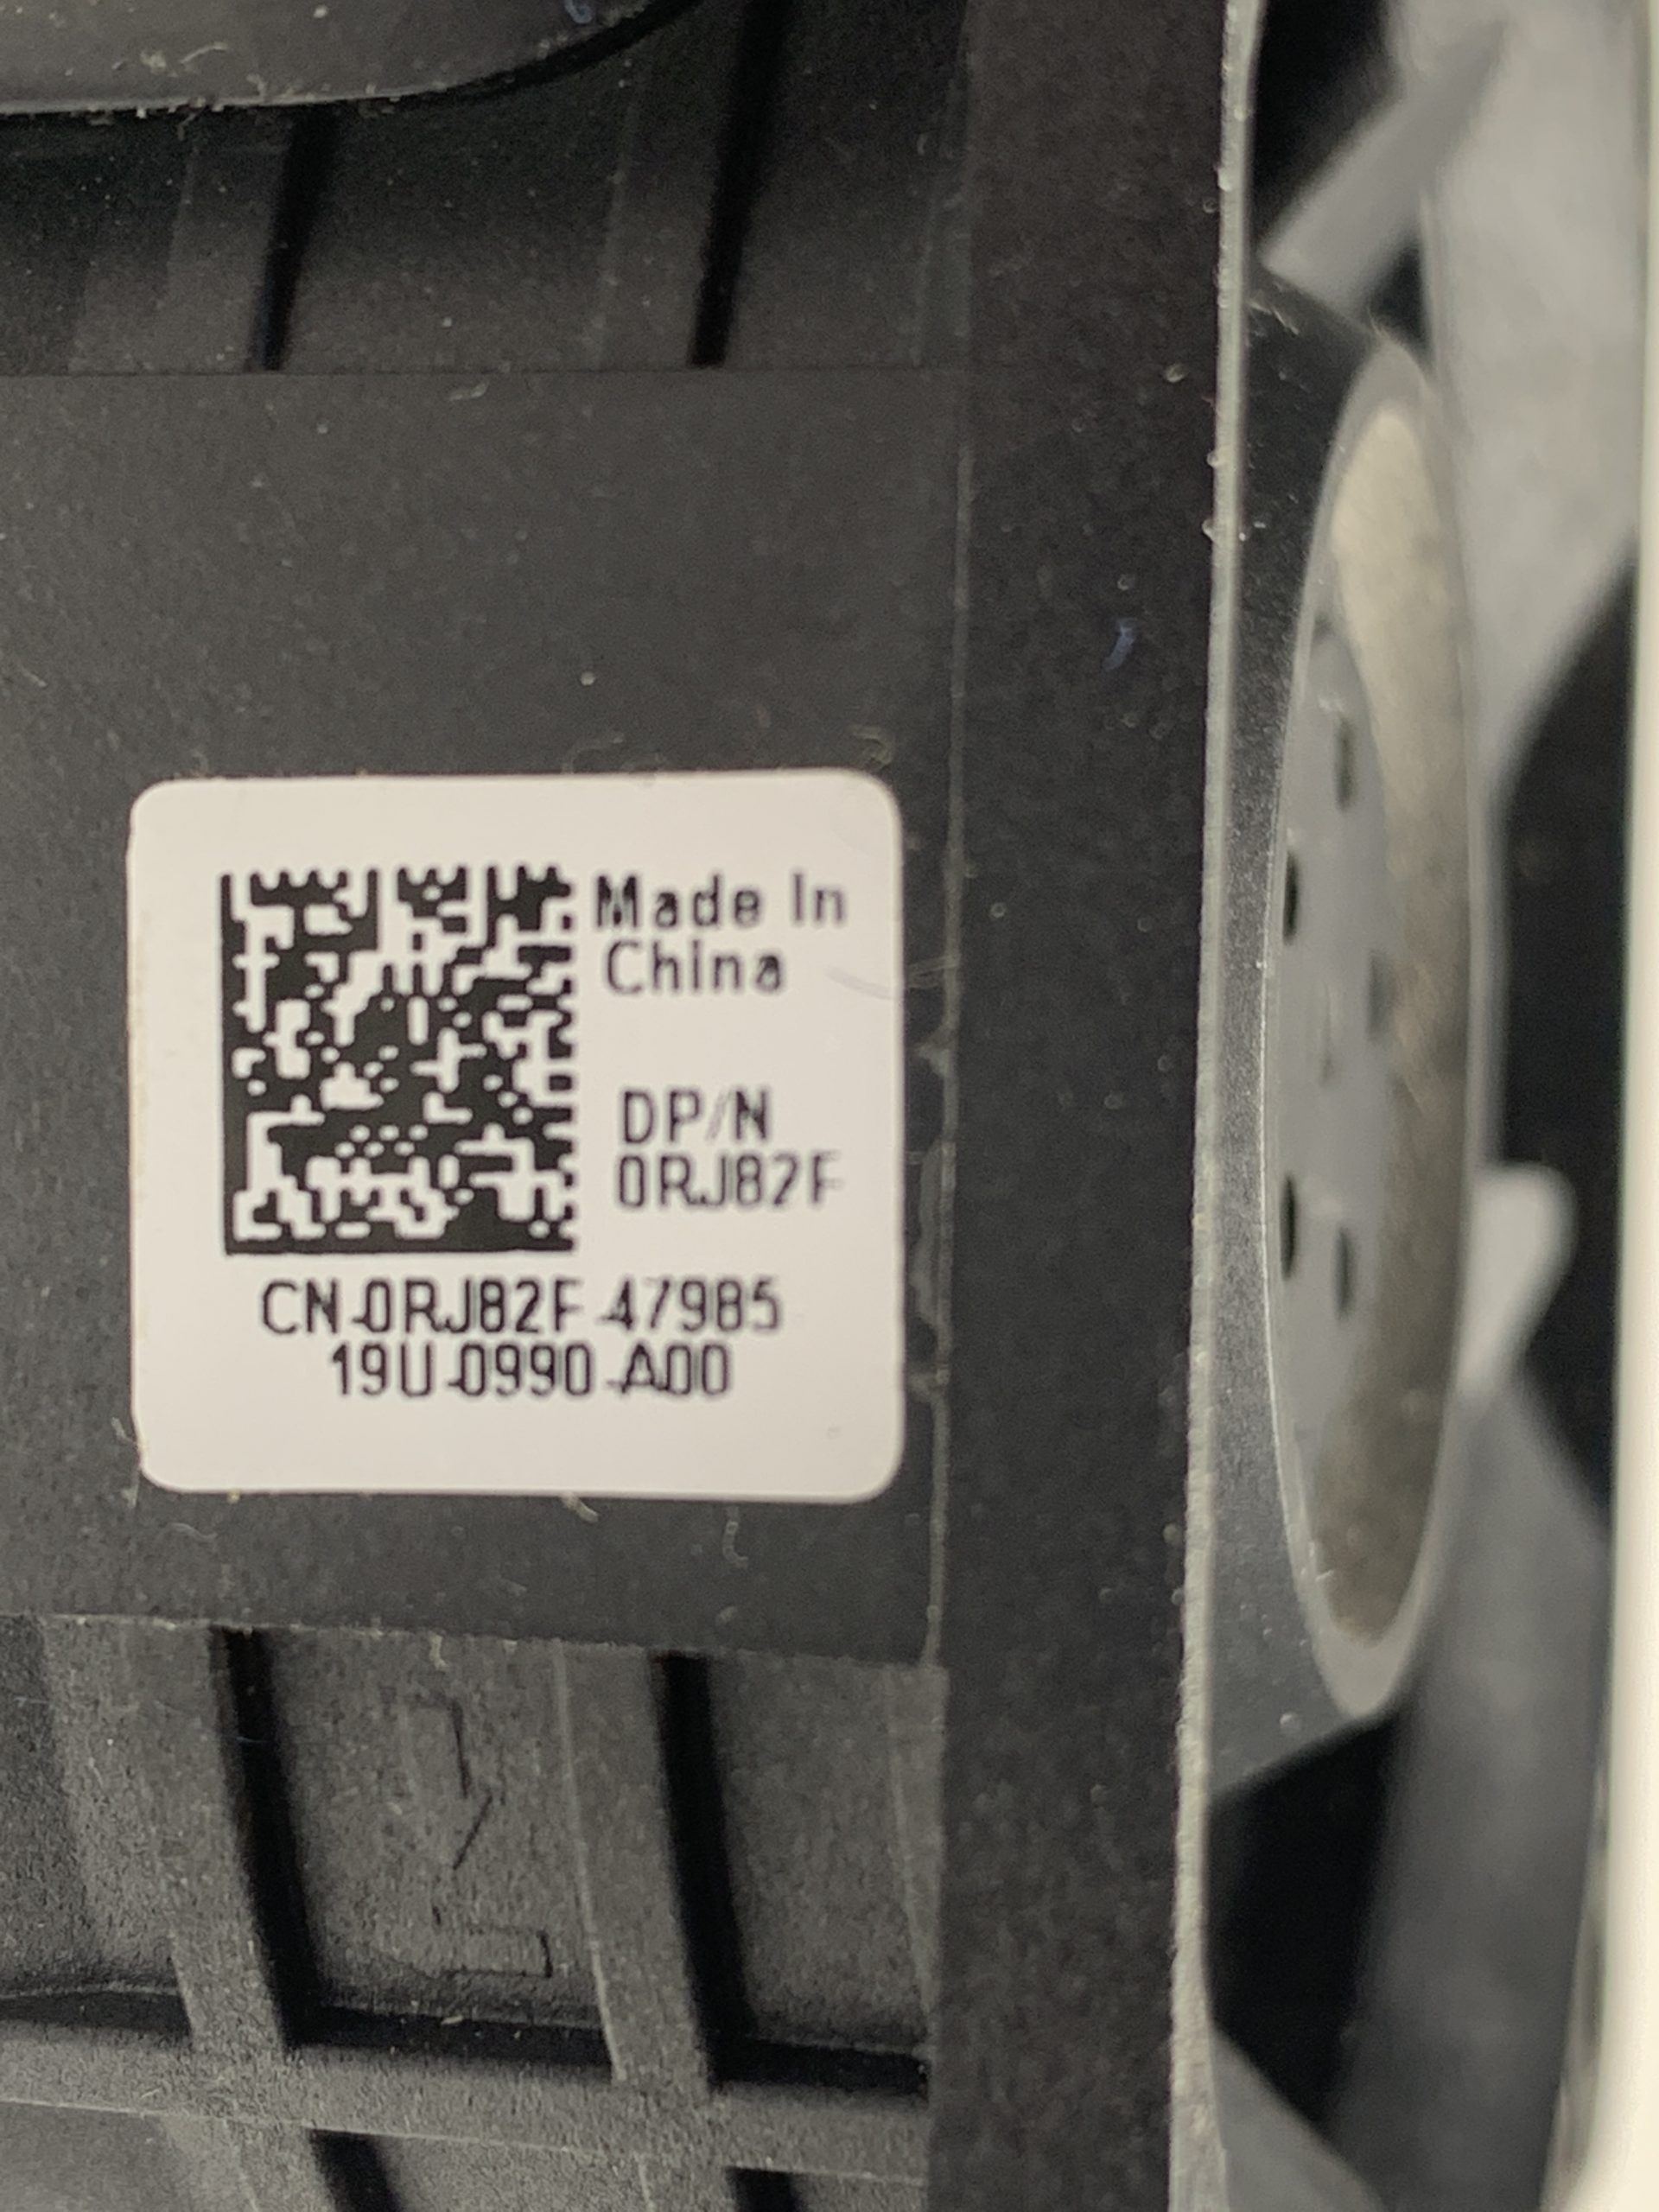 Made In
China
DP/N
0RJ82F
CN-0RJ82F-47985
19U-0990-A00